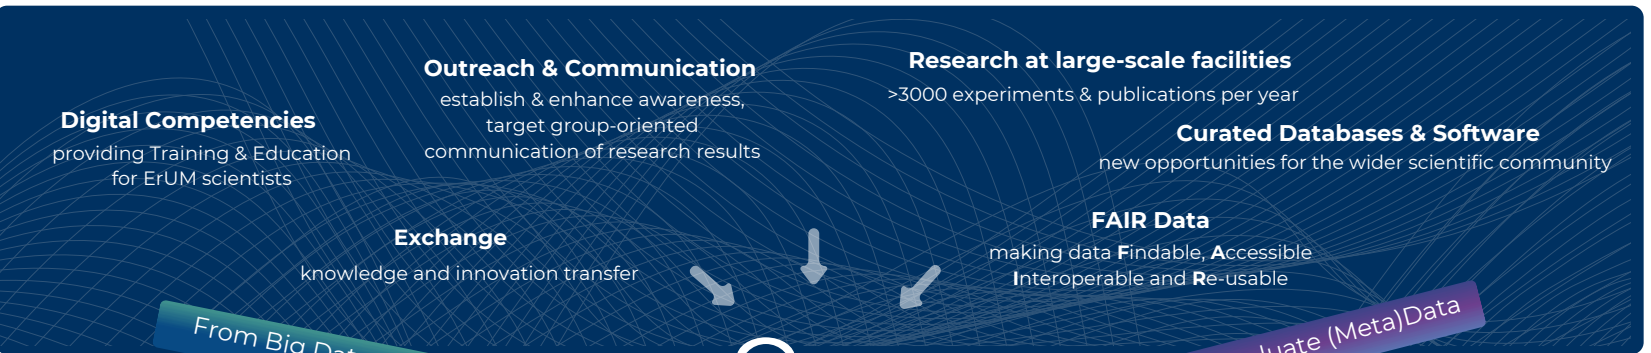 Digital Competencies
providing Training & Education
for ErUM scientists
Outreach & Communication
establish & enhance awareness,
target group-oriented
communication of research results
Research at large-scale facilities
>3000 experiments & publications per year
Curated Databases & Software
new opportunities for the wider scientific community
Exchange
knowledge and innovation transfer
FAIR Data
making data Findable, Accessible
Interoperable and Re-usable
From Big
(Meta)Data